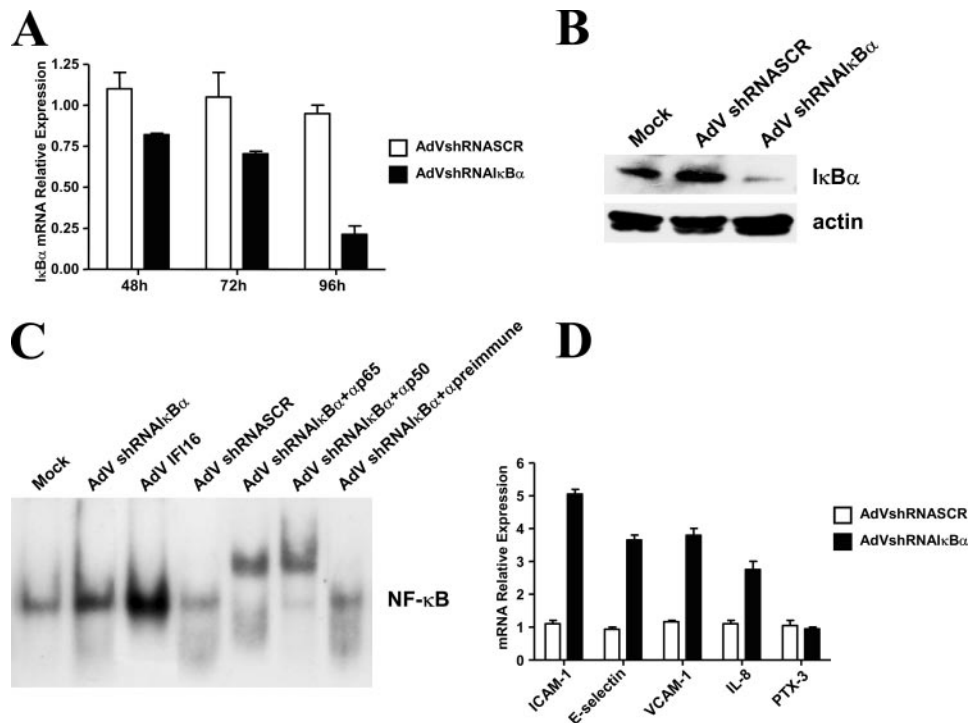 A
IκBα mRNA Relative Expression
1.25
1.00
0.75
0.50
0.25
0.00
48h
72h
96h
AdVshRNASCR
AdVshRNAIκBα
B
Mock
AdV shRNASCR
AdV shRNAIκBα
IκBα
actin
C
Mock
AdV shRNAIκBα
AdV IFI16
AdV shRNASCR
AdV shRNAIκBα+αp65
AdV shRNAIκBα+αp50
AdV shRNAIκBα+αpreimmune
NF-κB
D
mRNA Relative Expression
6
5
4
3
2
1
0
ICAM-1
E-selectin
VCAM-1
IL-8
PTX-3
AdVshRNASCR
AdVshRNAIκBα